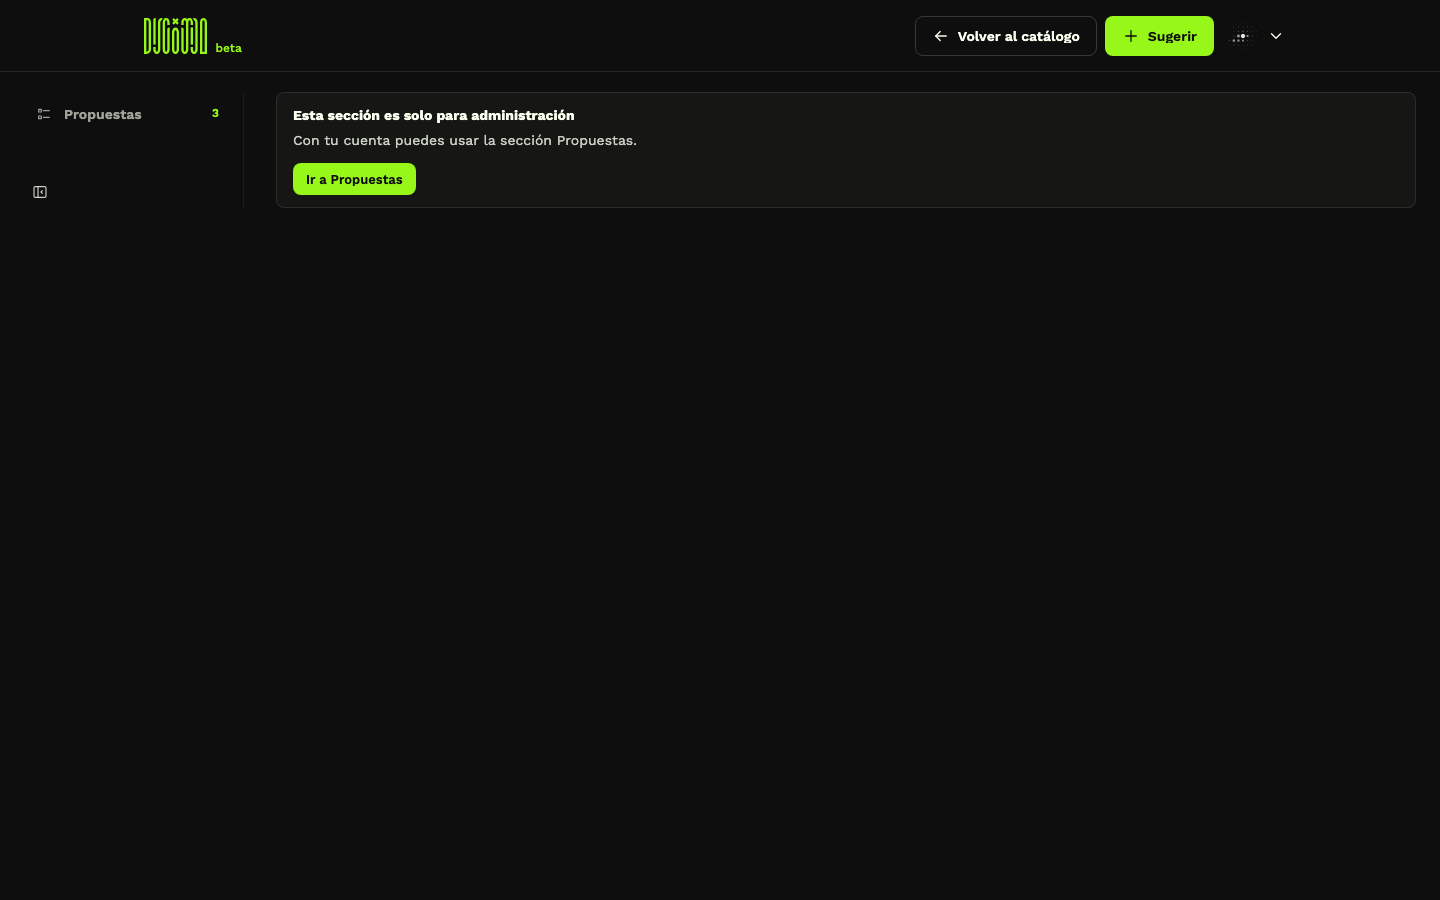 beta
Volver al catálogo
Sugerir
Propuestas
3
Esta sección es solo para administración
Con tu cuenta puedes usar la sección Propuestas.
Ir a Propuestas